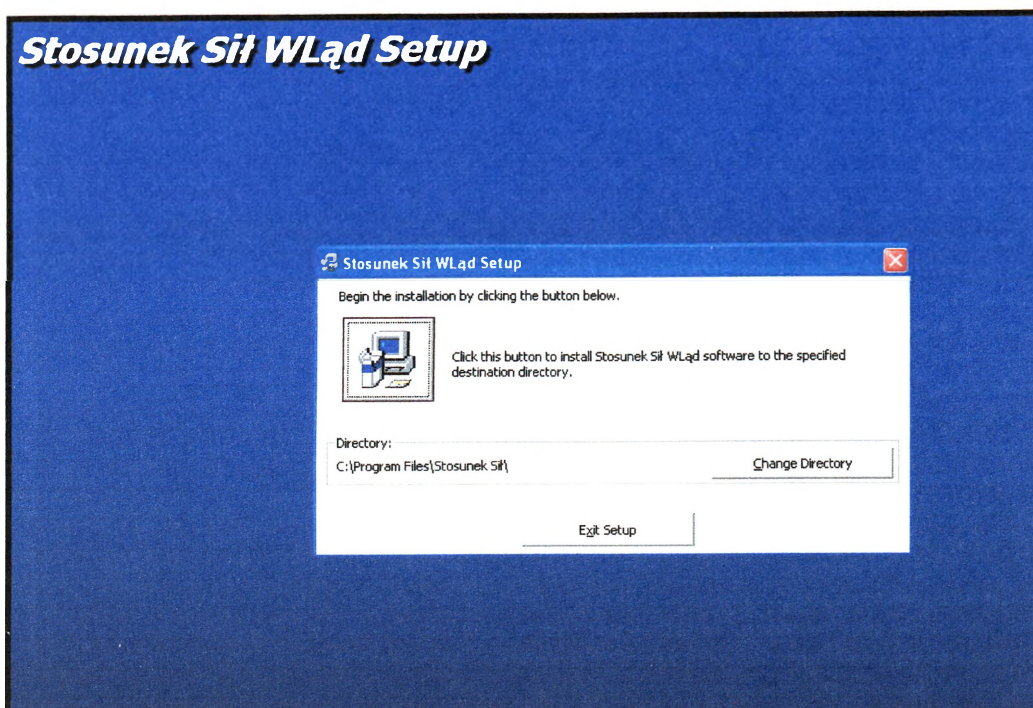 Stosunek Sił WLąd Setup
Stosunek Sił WLąd Setup
Begin the installation by clicking the button below.
Click this button to install Stosunek Sił WLąd software to the specified
destination directory.
Directory:
C:\Program Files\Stosunek Sił\
Change Directory
Exit Setup